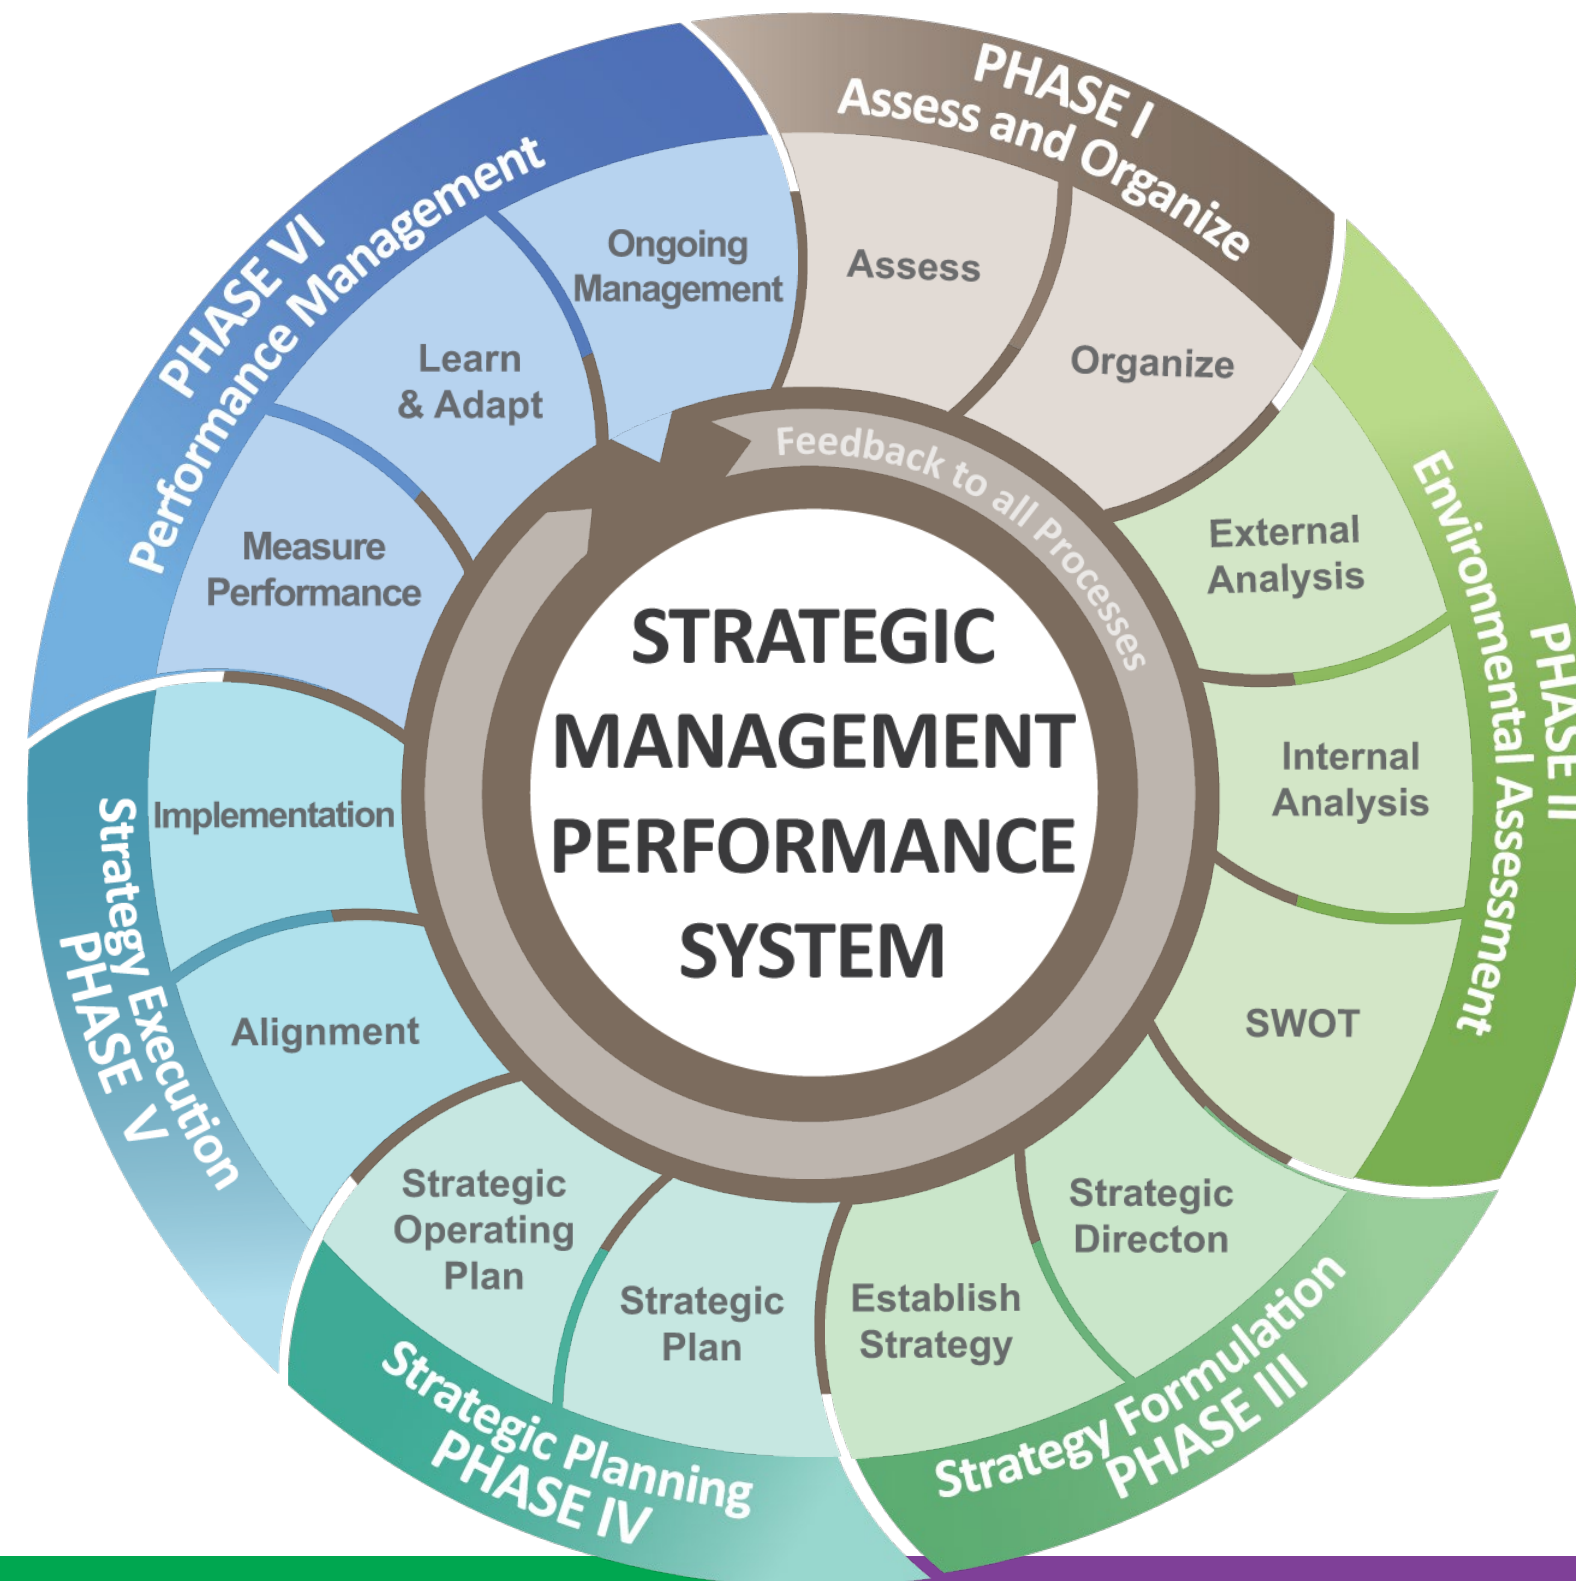 PHASE I
Assess and Organize
Assess
Organize
PHASE II
Environmental Assessment
External
Analysis
Internal
Analysis
SWOT
Strategic
Directon
Establish
Strategy
Strategy Formulation
PHASE III
Strategic
Plan
Strategic
Operating
Plan
Strategic Planning
PHASE IV
Alignment
Implementation
Strategy Execution
PHASE V
Measure
Performance
Learn
& Adapt
Ongoing
Management
PHASE VI
Performance Management
Feedback to all Processes
STRATEGIC
MANAGEMENT
PERFORMANCE
SYSTEM